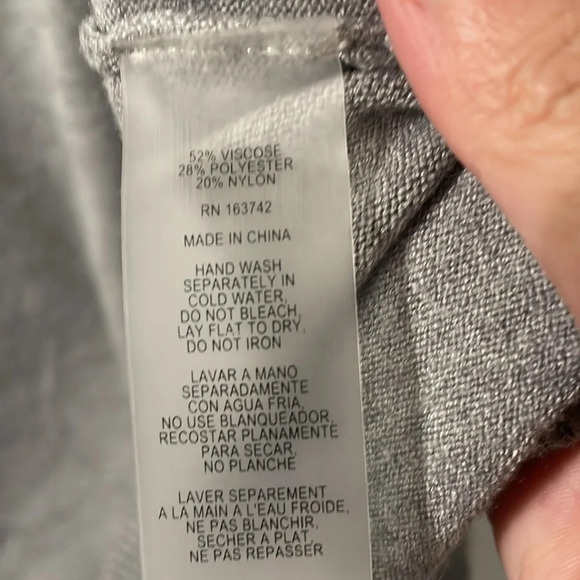 52% VISCOSE
28% POLYESTER
20% NYLON
RN 163742
MADE IN CHINA
HAND WASH
SEPARATELY IN
COLD WATER,
DO NOT BLEACH,
LAY FLAT TO DRY,
DO NOT IRON
LAVAR A MANO
SEPARADAMENTE
CON AGUA FRIA,
NO USE BLANQUEADOR,
RECOSTAR PLANAMENTE
PARA SECAR,
NO PLANCHE
LAVER SEPAREMENT
A LA MAIN A L'EAU FROIDE,
NE PAS BLANCHIR,
SECHER A PLAT,
NE PAS REPASSER